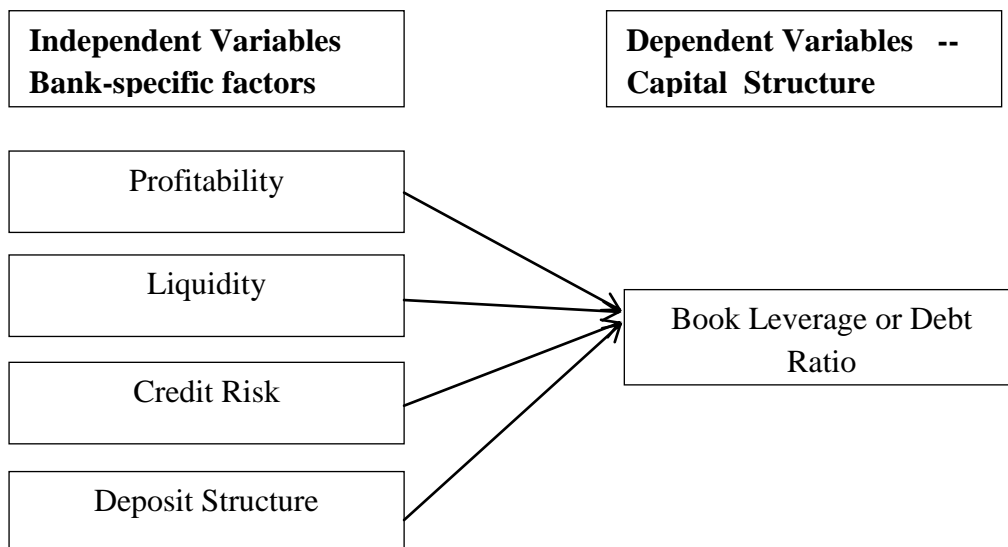 Independent Variables
Bank-specific factors
Dependent Variables --
Capital Structure
Profitability
Liquidity
Credit Risk
Deposit Structure
Book Leverage or Debt
Ratio